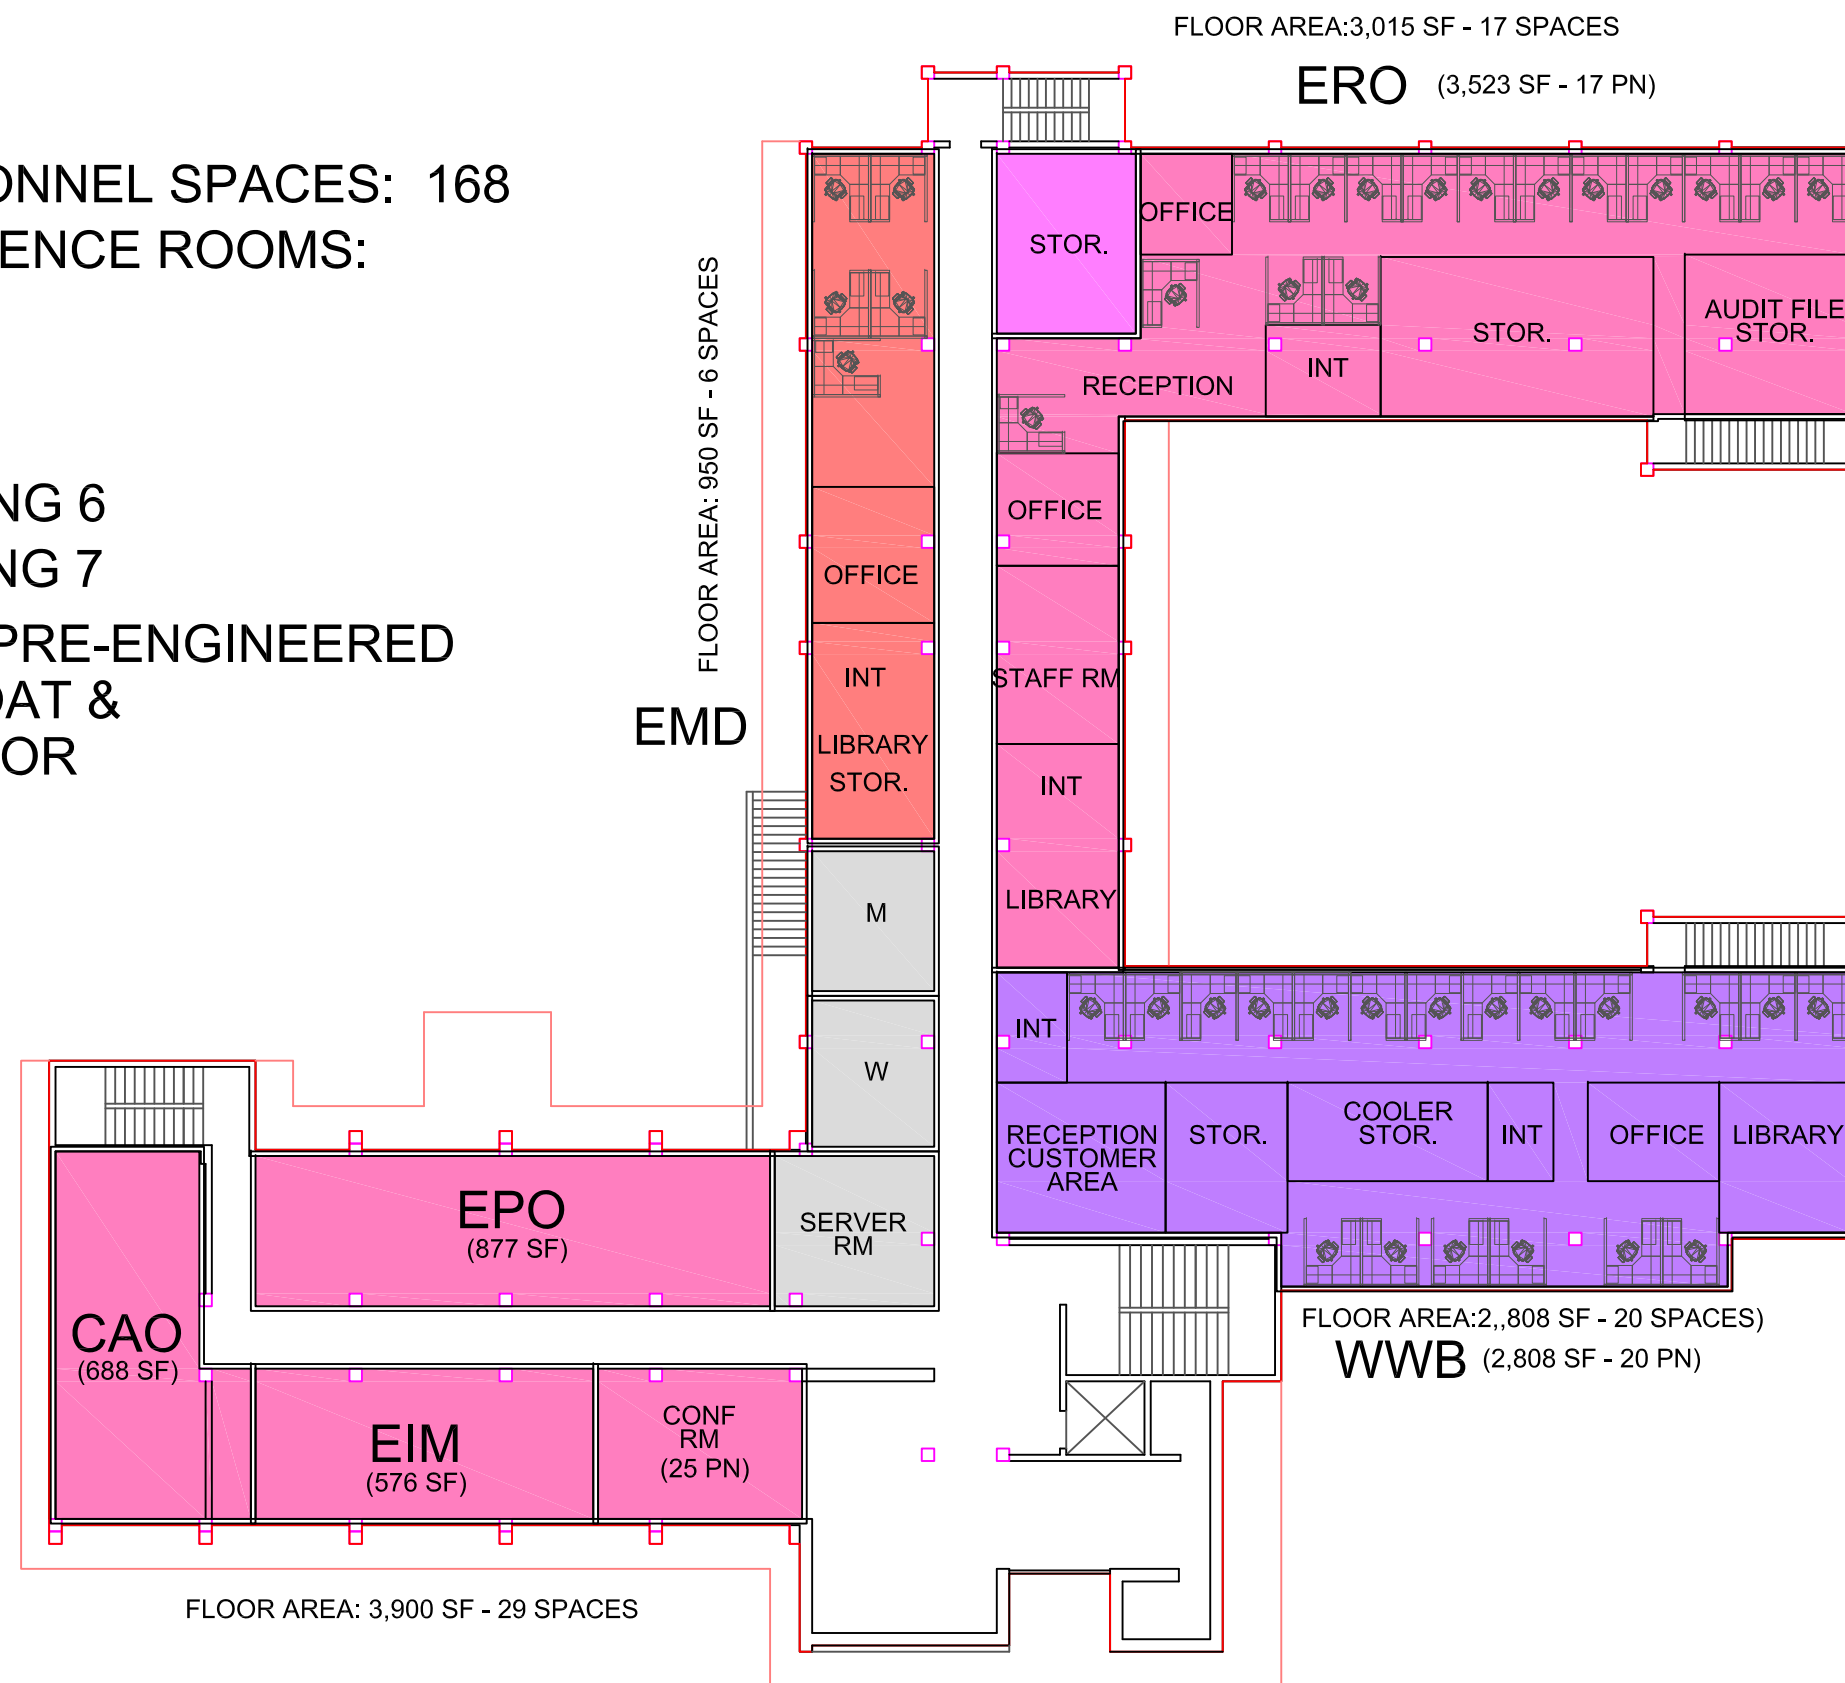 FLOOR AREA:3,015 SF - 17 SPACES
ERO (3,523 SF - 17 PN)
ONNEL SPACES: 168
ENCE ROOMS:
NG 6
NG 7
PRE-ENGINEERED
OAT &
OOR
FLOOR AREA: 950 SF - 6 SPACES
EMD
OFFICE
INT
LIBRARY
STOR.
M
W
SERVER
RM
STOR.
OFFICE
RECEPTION
INT
STOR.
AUDIT FILE
STOR.
OFFICE
STAFF RM
INT
LIBRARY
INT
RECEPTION
CUSTOMER
AREA
STOR.
COOLER
STOR.
INT
OFFICE
LIBRARY
FLOOR AREA:2,,808 SF - 20 SPACES)
WWB (2,808 SF - 20 PN)
EPO
(877 SF)
CAO
(688 SF)
EIM
(576 SF)
CONF
RM
(25 PN)
FLOOR AREA: 3,900 SF - 29 SPACES